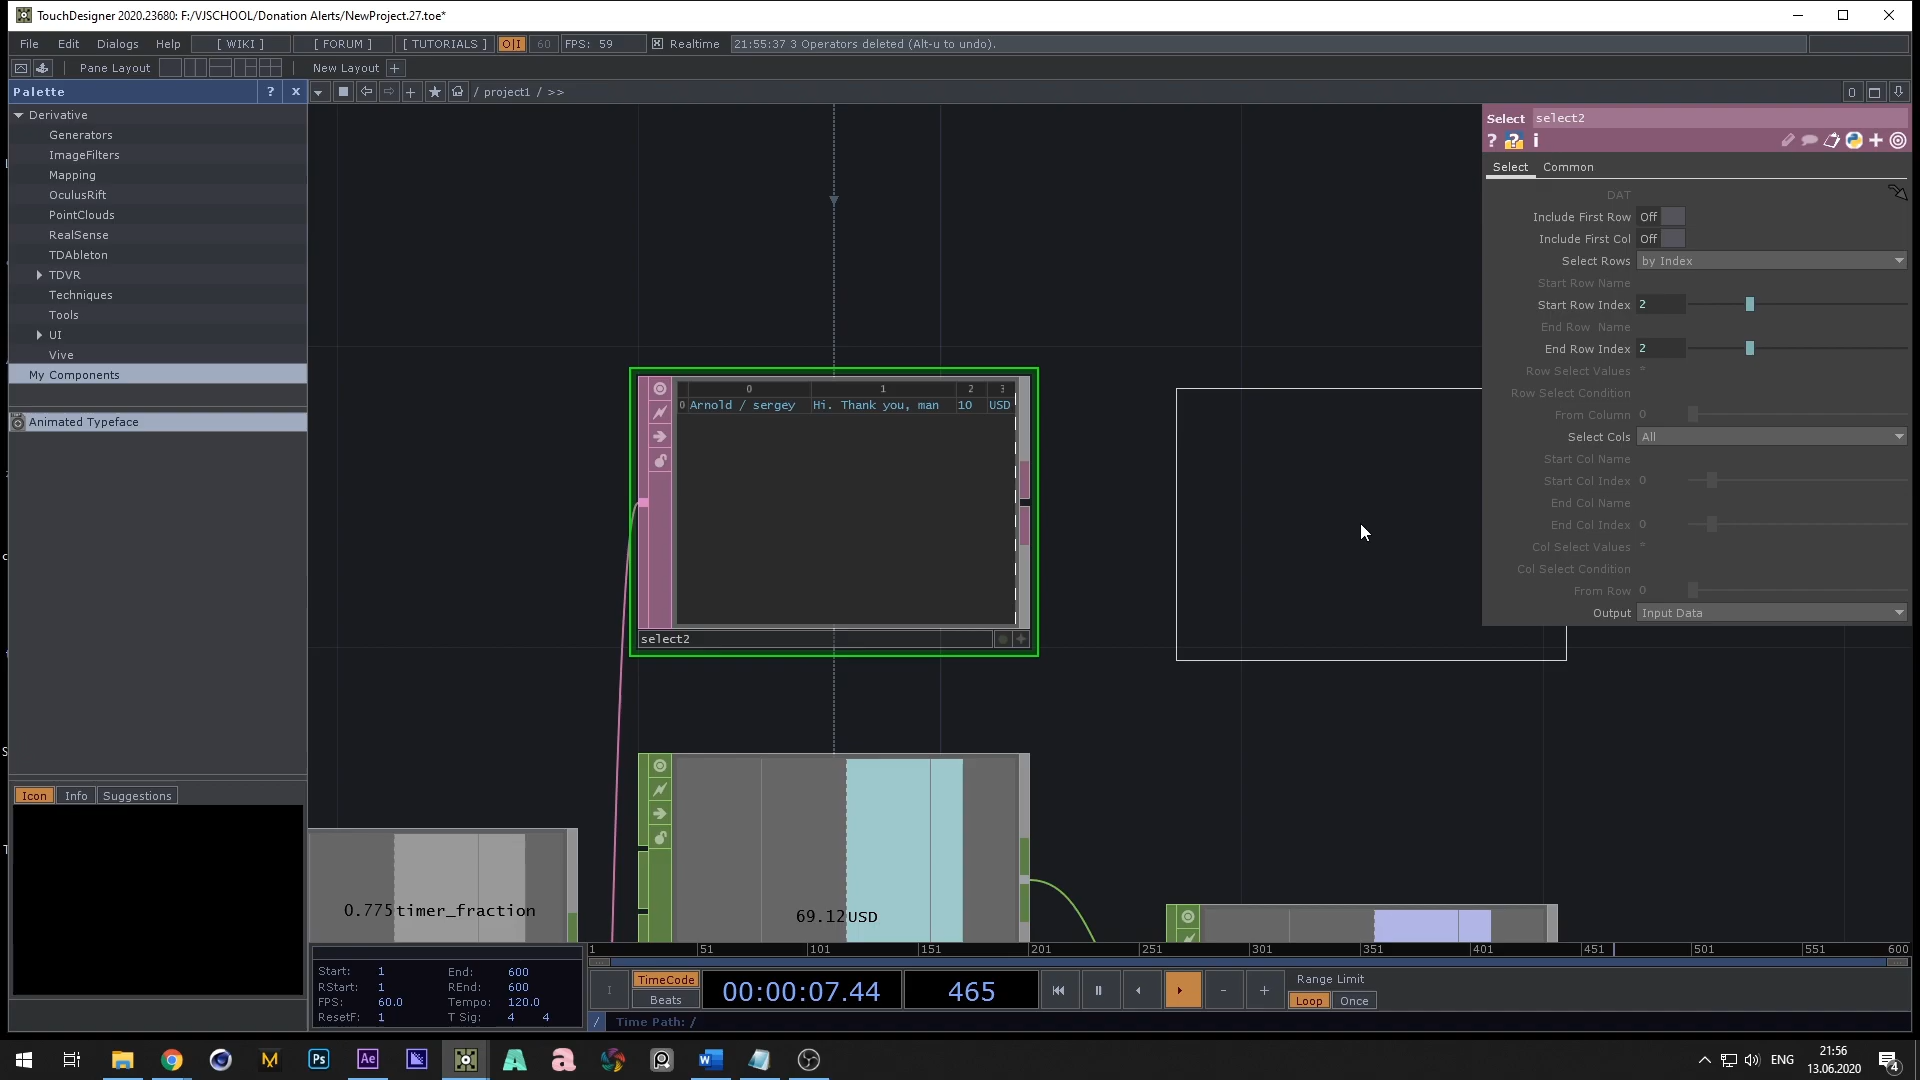 TouchDesigner 2020.23680: F:/VJSCHOOL/Donation Alerts/NewProject.27.toe*
File Edit Dialogs Help [ WIKI ] [ FORUM ] [ TUTORIALS ] O|I 60 FPS: 59 Realtime 21:55:37 3 Operators deleted (Alt-u to undo).
Pane Layout New Layout +
Palette ? x / project1 / >> 0
Derivative
Generators
ImageFilters
Mapping
OculusRift
PointClouds
RealSense
TDAbleton
TDVR
Techniques
Tools
UI
Vive
My Components
Animated Typeface
Icon Info Suggestions
0 1 2 3
0 Arnold / sergey Hi. Thank you, man 10 USD
select2
0.775 timer_fraction
69.12 USD
Select select2
? ? i
Select Common
DAT
Include First Row Off
Include First Col Off
Select Rows by Index
Start Row Name
Start Row Index 2
End Row Name
End Row Index 2
Row Select Values *
Row Select Condition
From Column 0
Select Cols All
Start Col Name
Start Col Index 0
End Col Name
End Col Index 0
Col Select Values *
Col Select Condition
From Row 0
Output Input Data
1 51 101 151 201 251 301 351 401 451 501 551 600
Start: 1 End: 600
RStart: 1 REnd: 600
FPS: 60.0 Tempo: 120.0
ResetF: 1 T Sig: 4 4
I TimeCode Beats 00:00:07.44 465 - + Range Limit
Loop Once
/ Time Path: /
Ps Ae ENG 21:56
13.06.2020 4